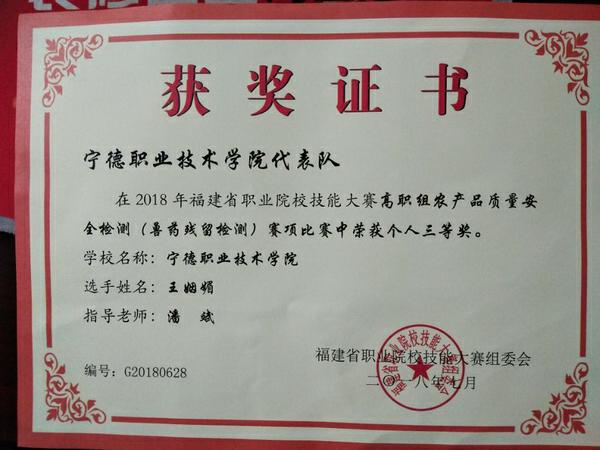 获奖证书
宁德职业技术学院代表队
在2018年福建省职业院校技能大赛高职组农产品质量安
全检测（兽药残留检测）赛项比赛中荣获个人三等奖。
学校名称：宁德职业技术学院
选手姓名：王姻娟
指导老师：潘斌
福建省职业院校技能大赛组委会
二〇一八年七月
编号：G20180628